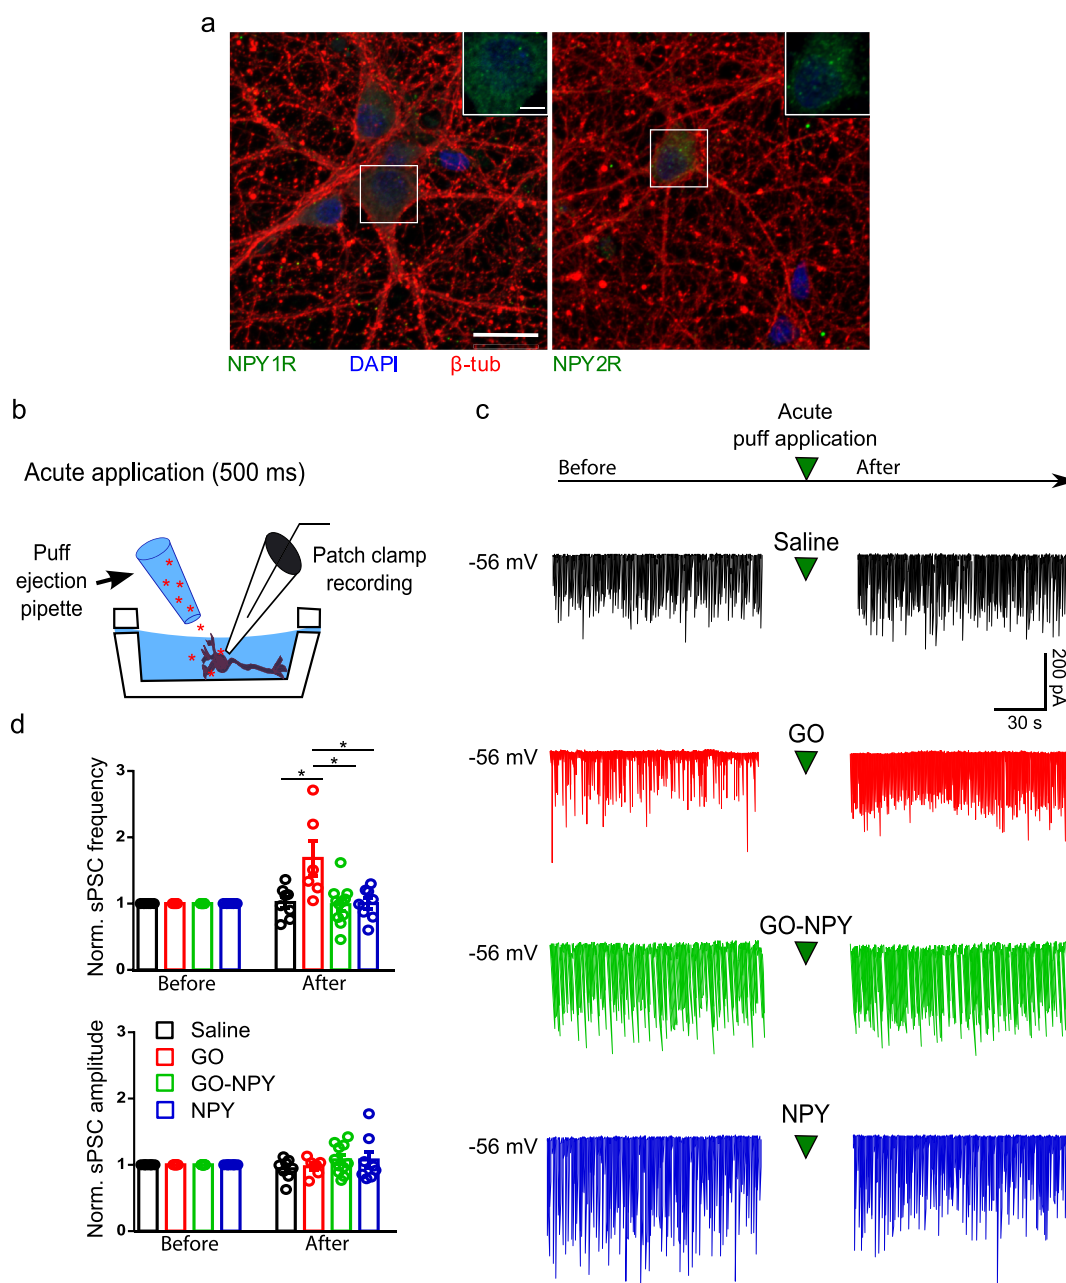 a
NPY1R DAPI β-tub NPY2R
b
Acute application (500 ms)
Puff
ejection
pipette
Patch clamp
recording
c
Acute
puff application
Before After
Saline
-56 mV
200 pA
30 s
GO
-56 mV
GO-NPY
-56 mV
NPY
-56 mV
d
* 
*
*
Norm. sPSC frequency
3
2
1
0
Before After
Norm. sPSC amplitude
3
2
1
0
Saline
GO
GO-NPY
NPY
Before After